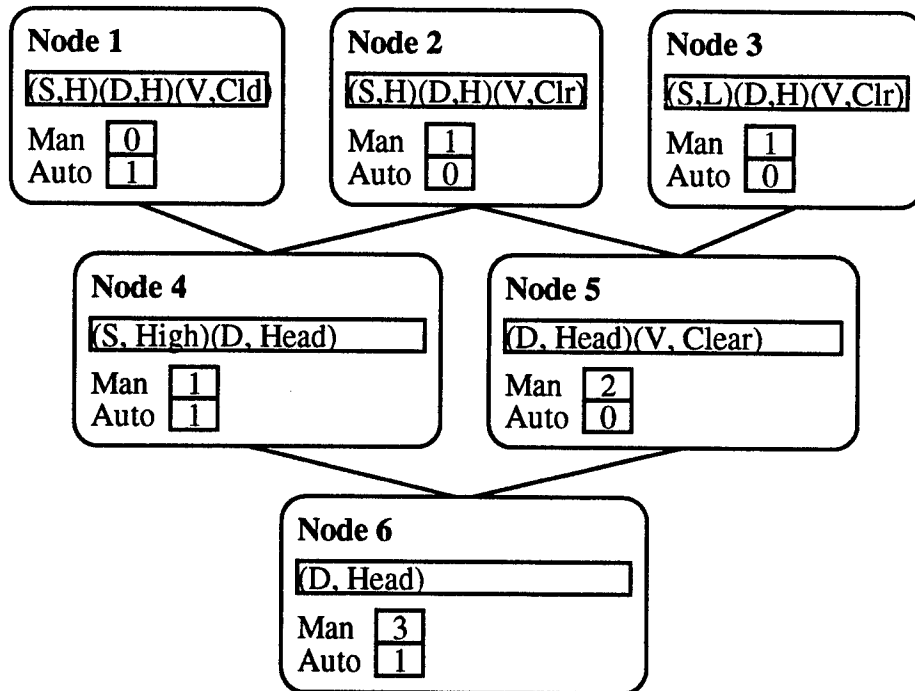 Node 1
(S,H)(D,H)(V,Cld)
Man 0
Auto 1
Node 2
(S,H)(D,H)(V,Clr)
Man 1
Auto 0
Node 3
(S,L)(D,H)(V,Clr)
Man 1
Auto 0
Node 4
(S, High)(D, Head)
Man 1
Auto 1
Node 5
(D, Head)(V, Clear)
Man 2
Auto 0
Node 6
(D, Head)
Man 3
Auto 1